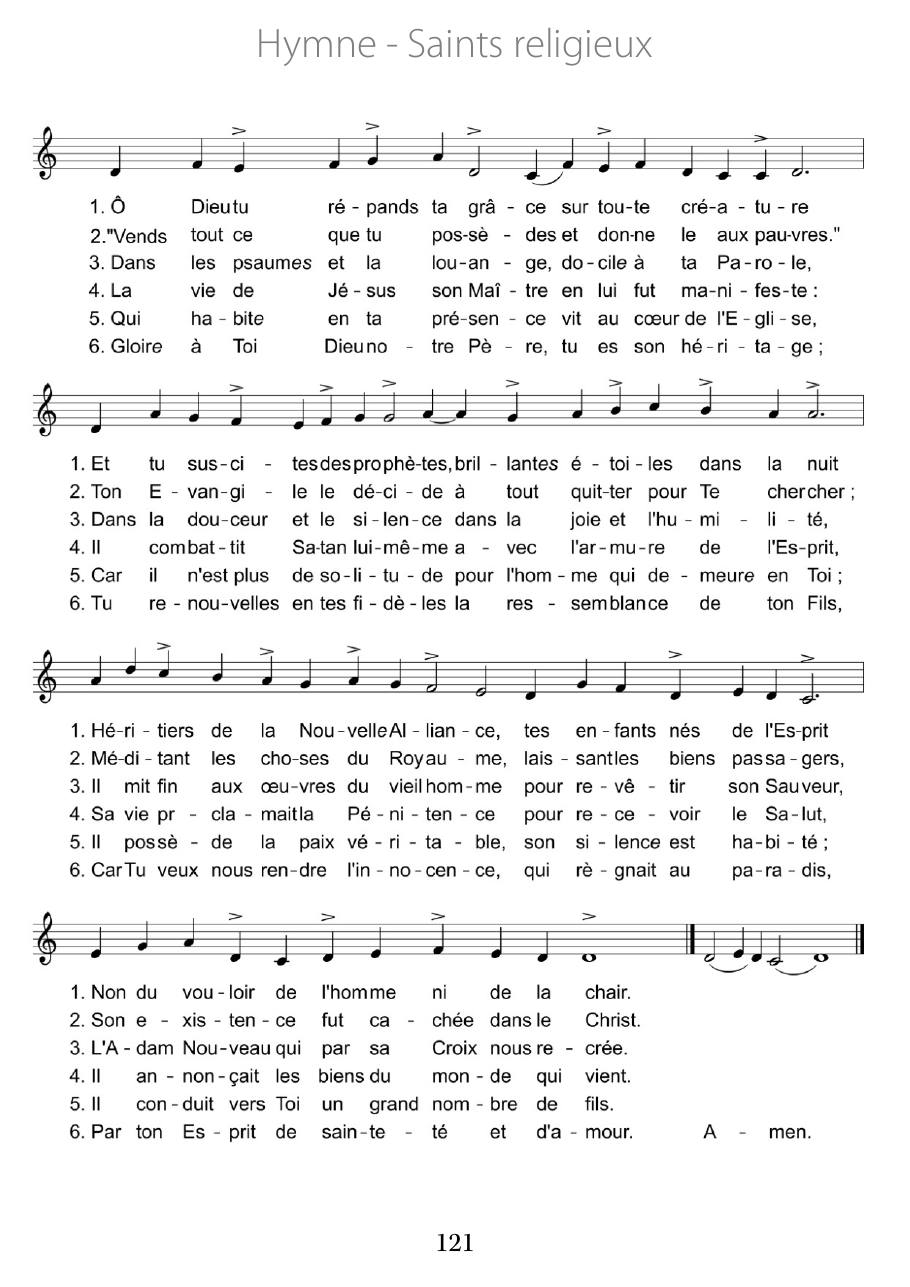 Hymne - Saints religieux
1. Ô Dieu tu ré - pands ta grâ - ce sur tou - te cré - a - tu - re
2."Vends tout ce que tu pos - sè - des et don - ne le aux pau - vres."
3. Dans les psaumes et la lou - an - ge, do - cile à ta Pa - ro - le,
4. La vie de Jé - sus son Maî - tre en lui fut ma - ni - fes - te :
5. Qui ha - bite en ta pré - sen - ce vit au cœur de l'E - gli - se,
6. Gloire à Toi Dieu no - tre Pè - re, tu es son hé - ri - ta - ge ;
1. Et tu sus - ci - tes des pro phè - tes, bril - lantes é - toi - les dans la nuit
2. Ton E - van - gi - le le dé - ci - de à tout quit - ter pour Te cher cher ;
3. Dans la dou - ceur et le si - len - ce dans la joie et l'hu - mi - li - té,
4. Il com bat - tit Sa - tan lui - mê - me a - vec l'ar - mu - re de l'Es - prit,
5. Car il n'est plus de so - li - tu - de pour l'hom - me qui de - meure en Toi ;
6. Tu re - nou - velles en tes fi - dè - les la res - sem blan ce de ton Fils,
1. Hé - ri - tiers de la Nou - velle Al - lian - ce, tes en - fants nés de l'Es - prit
2. Mé - di - tant les cho - ses du Roy au - me, lais - sant les biens pas sa - gers,
3. Il mit fin aux œu - vres du vieil hom - me pour re - vê - tir son Sau veur,
4. Sa vie pr - cla - mait la Pé - ni - ten - ce pour re - ce - voir le Sa - lut,
5. Il pos sè - de la paix vé - ri - ta - ble, son si - lence est ha - bi - té ;
6. Car Tu veux nous ren - dre l'in - no - cen - ce, qui rè - gnait au pa - ra - dis,
1. Non du vou - loir de l'hom me ni de la chair.
2. Son e - xis - ten - ce fut ca - chée dans le Christ.
3. L'A - dam Nou - veau qui par sa Croix nous re - crée.
4. Il an - non - çait les biens du mon - de qui vient.
5. Il con - duit vers Toi un grand nom - bre de fils.
6. Par ton Es - prit de sain - te - té et d'a - mour. A - men.
121